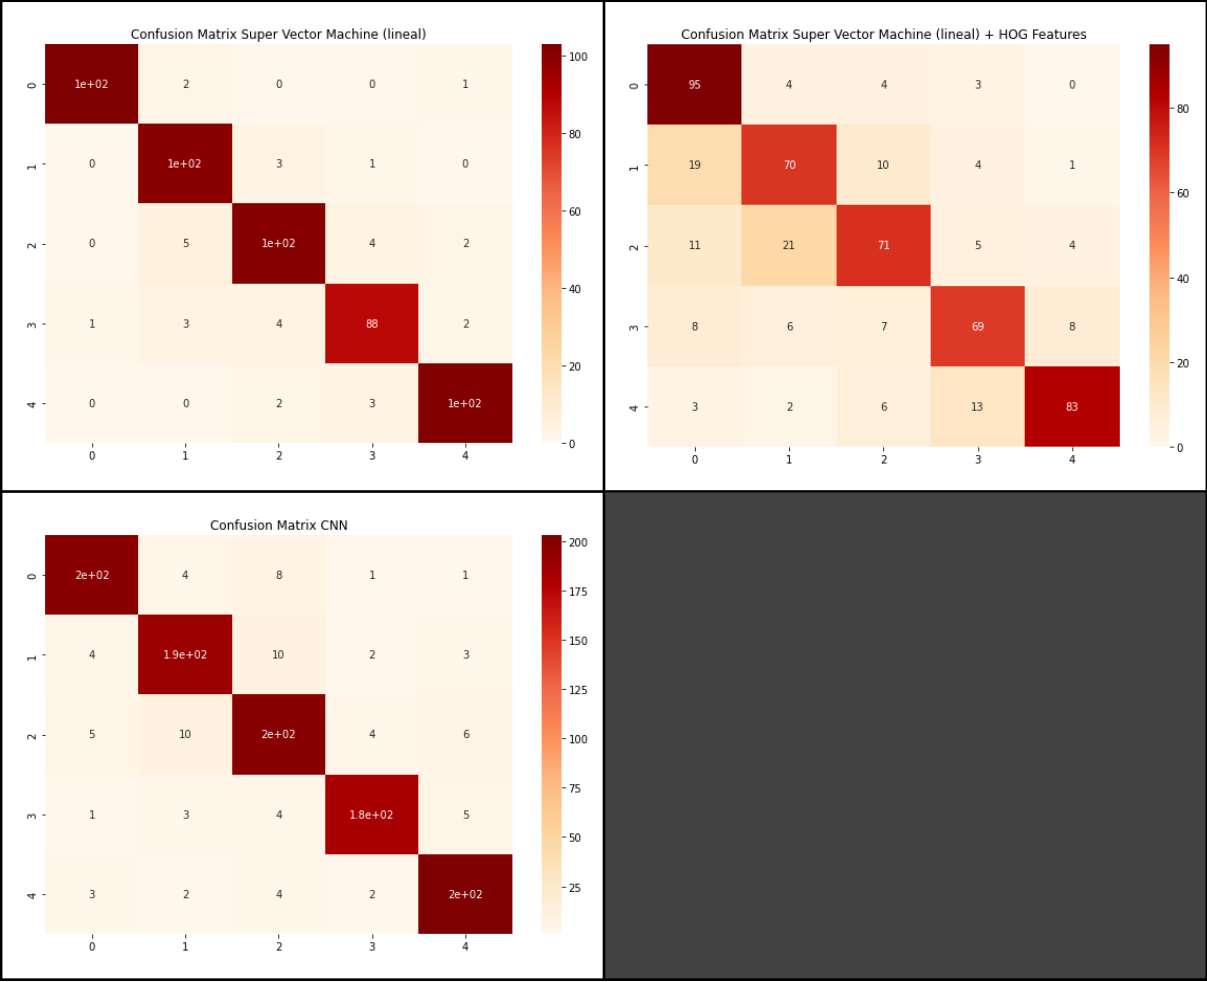 Confusion Matrix Super Vector Machine (lineal)
0 1e+02 2 0 0 1
1 0 1e+02 3 1 0
2 0 5 1e+02 4 2
3 1 3 4 88 2
4 0 0 2 3 1e+02
0 1 2 3 4
100
80
60
40
20
0
Confusion Matrix Super Vector Machine (lineal) + HOG Features
0 95 4 4 3 0
1 19 70 10 4 1
2 11 21 71 5 4
3 8 6 7 69 8
4 3 2 6 13 83
0 1 2 3 4
80
60
40
20
0
Confusion Matrix CNN
0 2e+02 4 8 1 1
1 4 1.9e+02 10 2 3
2 5 10 2e+02 4 6
3 1 3 4 1.8e+02 5
4 3 2 4 2 2e+02
0 1 2 3 4
200
175
150
125
100
75
50
25